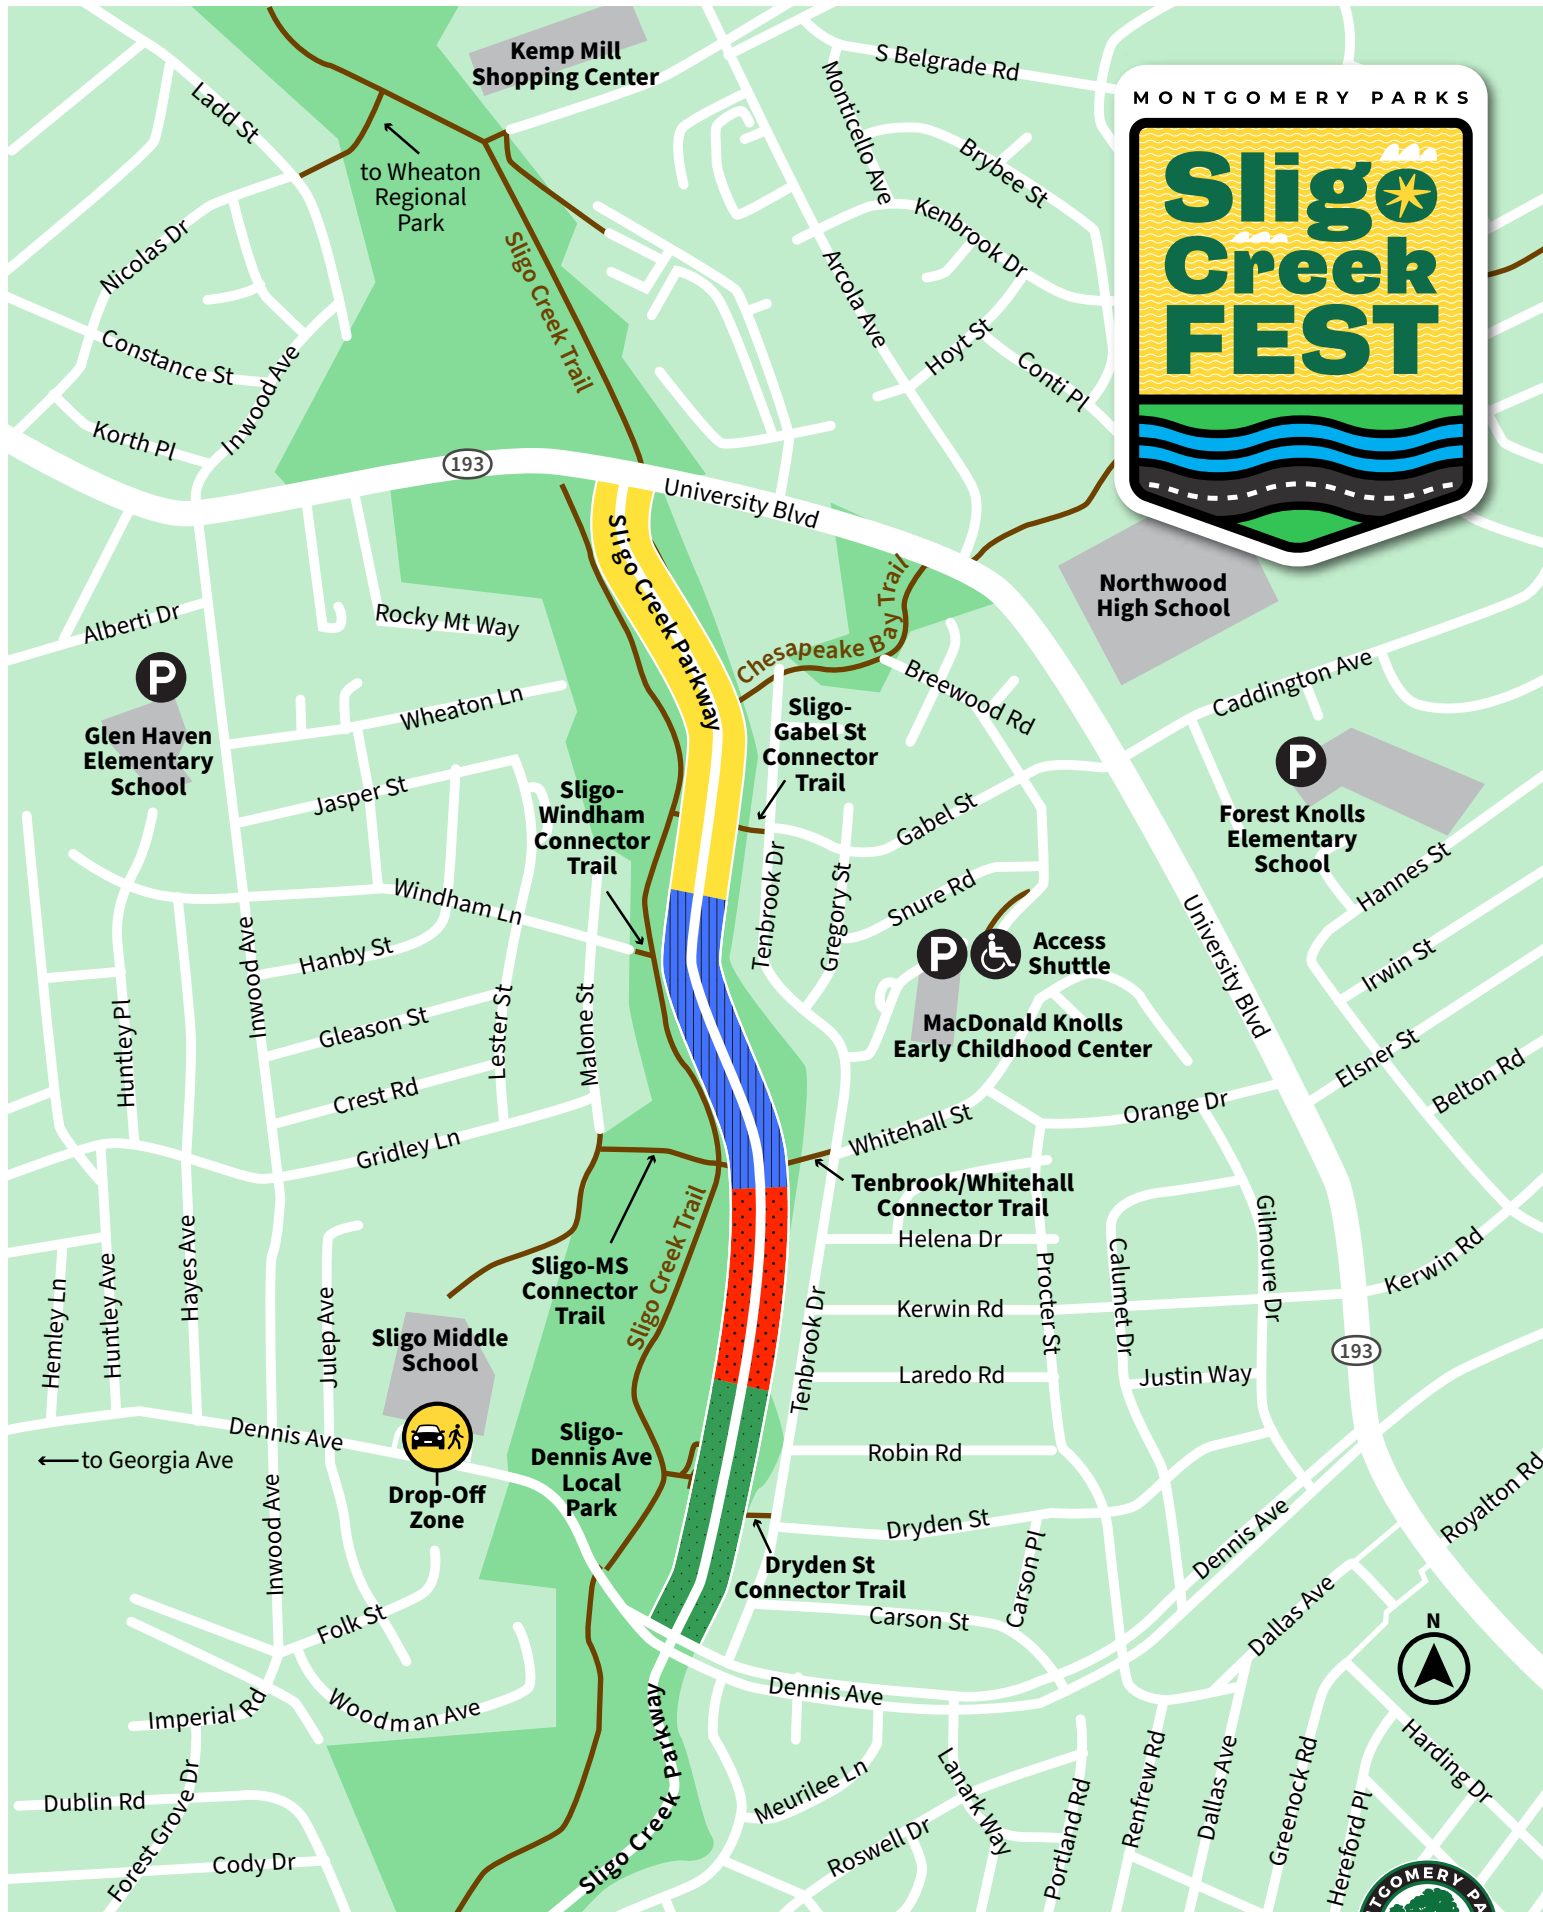 Kemp Mill
Shopping Center
S Belgrade Rd
MONTGOMERY PARKS
Sligo
Creek
FEST
Ladd St
Monticello Ave
Brybee St
to Wheaton
Regional
Park
Kenbrook Dr
Nicolas Dr
Sligo Creek Trail
Arcola Ave
Hoyt St
Conti Pl
Constance St
Inwood Ave
Korth Pl
193
University Blvd
Sligo Creek Parkway
Chesapeake Bay Trail
Northwood
High School
Alberti Dr
Rocky Mt Way
P
Glen Haven
Elementary
School
Wheaton Ln
Breewood Rd
Caddington Ave
Sligo-
Gabel St
Connector
Trail
P
Forest Knolls
Elementary
School
Jasper St
Sligo-
Windham
Connector
Trail
Gabel St
Tenbrook Dr
Gregory St
Snure Rd
Hannes St
Windham Ln
University Blvd
Inwood Ave
Hanby St
P
Access
Shuttle
Irwin St
MacDonald Knolls
Early Childhood Center
Huntley Pl
Gleason St
Lester St
Malone St
Elsner St
Belton Rd
Crest Rd
Orange Dr
Whitehall St
Gridley Ln
Tenbrook/Whitehall
Connector Trail
Sligo Creek Trail
Helena Dr
Gilmoure Dr
Kerwin Rd
Sligo-MS
Connector
Trail
Hayes Ave
Huntley Ave
Hemley Ln
Julep Ave
Kerwin Rd
Procter St
Calumet Dr
Tenbrook Dr
Sligo Middle
School
193
Laredo Rd
Justin Way
Dennis Ave
to Georgia Ave
Sligo-
Dennis Ave
Local
Park
Robin Rd
Drop-Off
Zone
Inwood Ave
Dryden St
Dennis Ave
Royalton Rd
Dryden St
Connector Trail
Carson Pl
Carson St
Folk St
Dallas Ave
N
Dennis Ave
Imperial Rd
Woodman Ave
Sligo Creek Parkway
Harding Dr
Meurilee Ln
Lanark Way
Renfrew Rd
Dallas Ave
Greenock Rd
Hereford Pl
Portland Rd
Dublin Rd
Forest Grove Dr
Roswell Dr
Cody Dr
TGOMERY PA